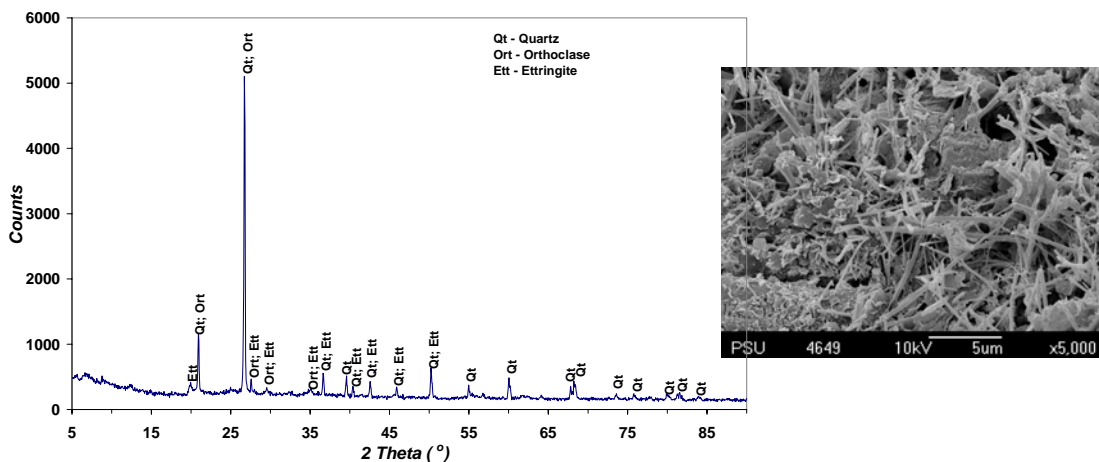 6000
5000
4000
3000
2000
1000
0
Counts
Qt - Quartz
Ort - Orthoclase
Ett - Ettringite
Ett
Qt; Ort
Qt; Ort
Ort; Ett
Ort; Ett
Ort; Ett
Qt; Ett
Qt
Qt; Ett
Qt; Ett
Qt; Ett
Qt; Ett
Qt
Qt
Qt
Qt
Qt
Qt
Qt
Qt
5 15 25 35 45 55 65 75 85
2 Theta ( °)
PSU 4649 10kV 5um x5,000